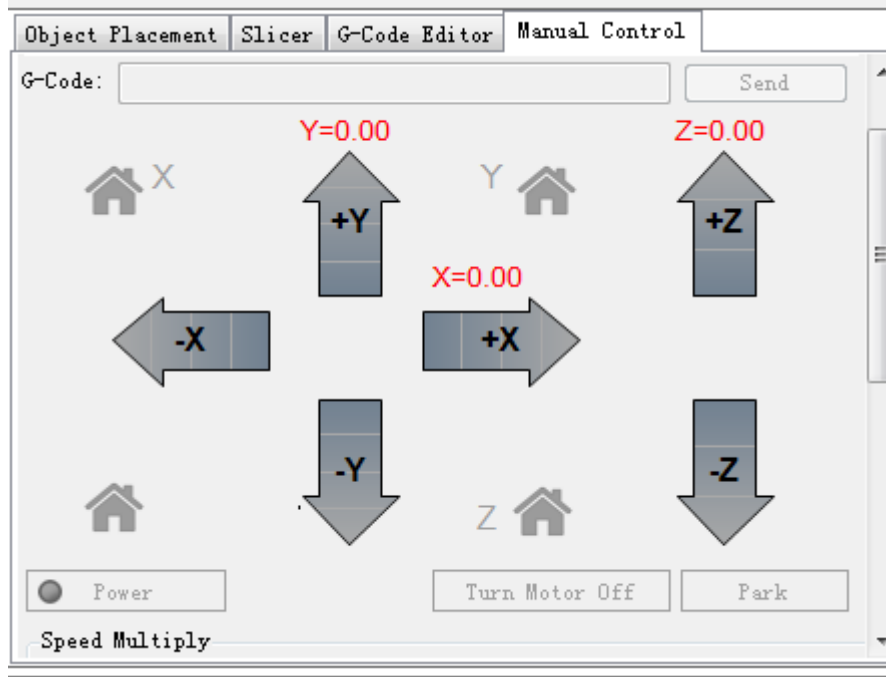 Object Placement Slicer G-Code Editor Manual Control
G-Code: Send
Y=0.00 Z=0.00
X Y
+Y +Z
X=0.00
-X +X
-Y -Z
Z
Power Turn Motor Off Park
Speed Multiply